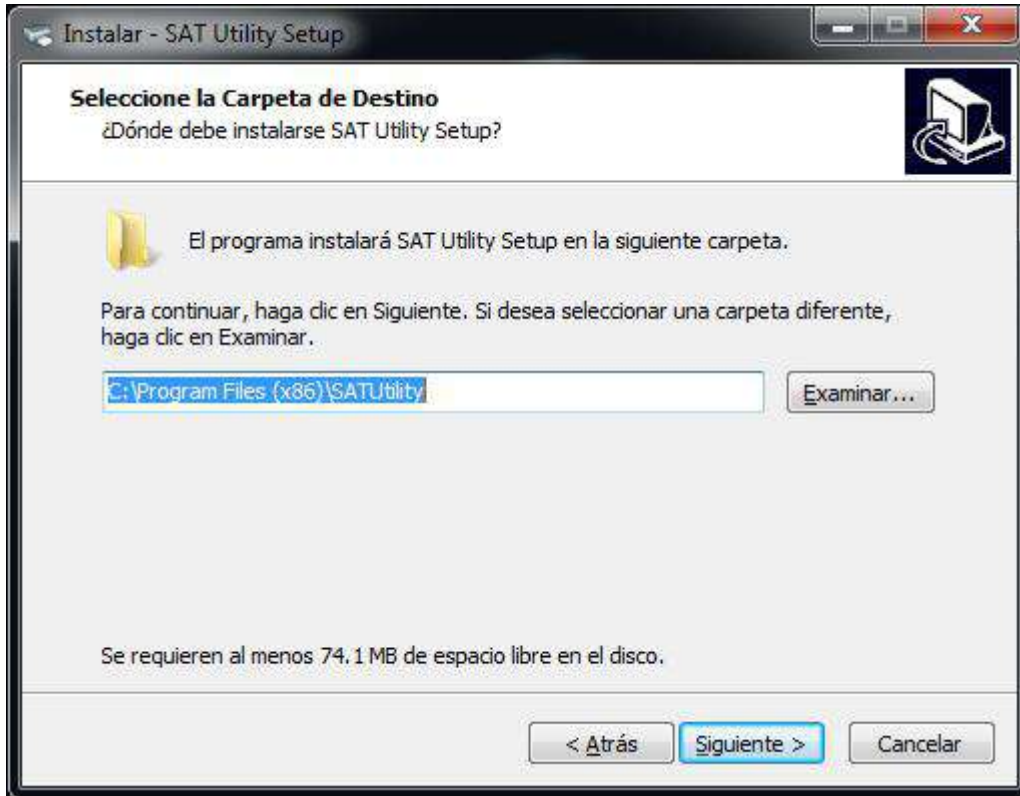 Instalar - SAT Utility Setup
Seleccione la Carpeta de Destino
¿Dónde debe instalarse SAT Utility Setup?
El programa instalará SAT Utility Setup en la siguiente carpeta.
Para continuar, haga clic en Siguiente. Si desea seleccionar una carpeta diferente,
haga clic en Examinar.
C:\Program Files (x86)\SATUtility
Examinar...
Se requieren al menos 74.1 MB de espacio libre en el disco.
< Atrás
Siguiente >
Cancelar